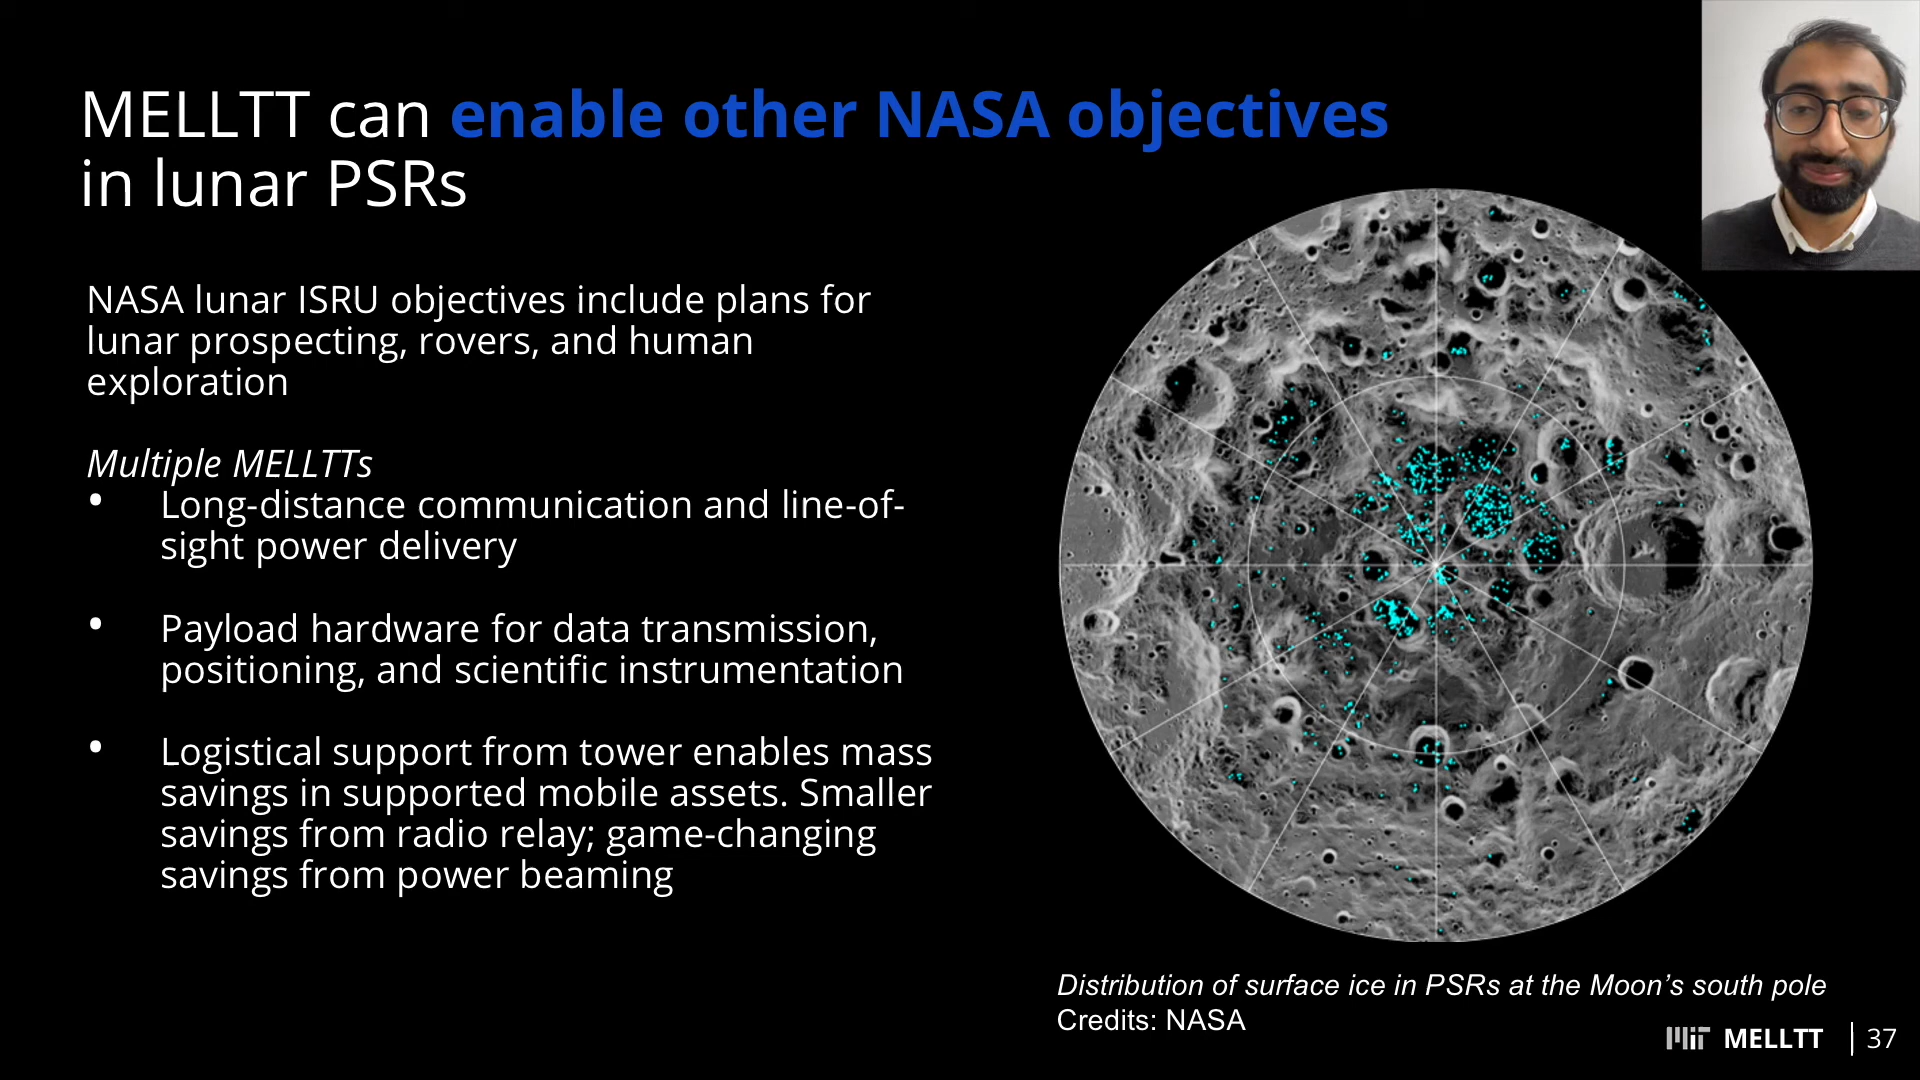 MELLTT can enable other NASA objectives
in lunar PSRs
NASA lunar ISRU objectives include plans for
lunar prospecting, rovers, and human
exploration
Multiple MELLTTs
• Long-distance communication and line-of-
sight power delivery
• Payload hardware for data transmission,
positioning, and scientific instrumentation
• Logistical support from tower enables mass
savings in supported mobile assets. Smaller
savings from radio relay; game-changing
savings from power beaming
Distribution of surface ice in PSRs at the Moon’s south pole
Credits: NASA
MIT MELLTT | 37